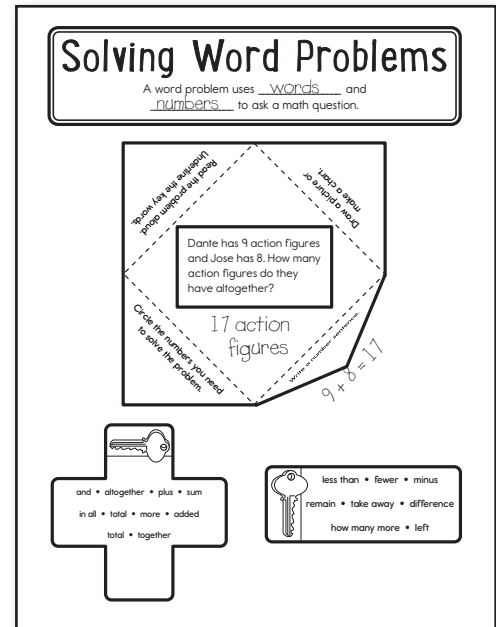 Solving Word Problems
A word problem uses words and
numbers to ask a math question.
Read the problem aloud.
Underline the key words.
Draw a picture or
make a chart.
Dante has 9 action figures
and Jose has 8. How many
action figures do they
have altogether?
17 action
figures
Circle the numbers you need
to solve the problem.
Write a number sentence.
9 + 8 = 17
and • altogether • plus • sum
in all • total • more • added
total • together
less than • fewer • minus
remain • take away • difference
how many more • left